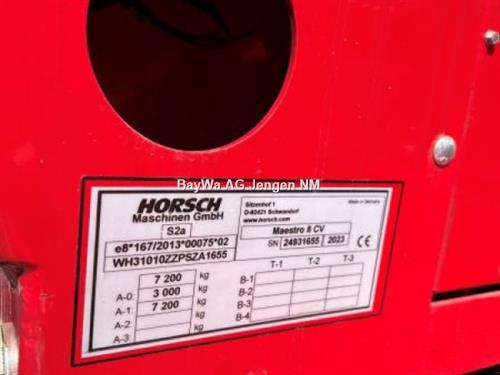 BayWa AG Jengen NM
HORSCH
Maschinen GmbH
Sitzenhof 1
D-92421 Schwandorf
www.horsch.com
Made in Germany
S2a
Maestro 8 CV
e8*167/2013*00075*02
SN 24931655 2023 CE
WH31010ZZPSZA1655
T-1 T-2 T-3
7 200 kg
A-0: 3 000 kg
A-1: 7 200 kg
A-2: kg
A-3:
B-1
B-2:
B-3:
B-4